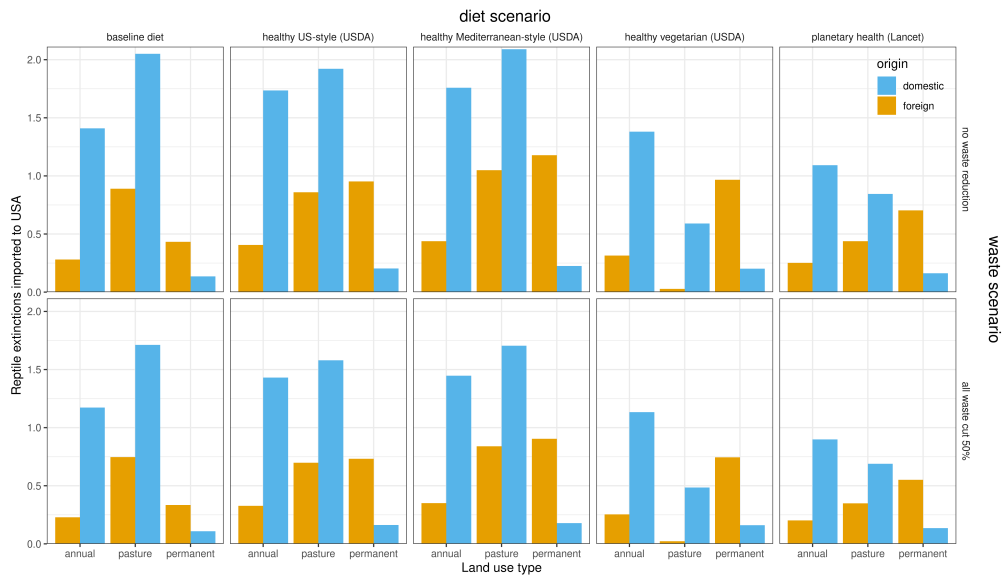 diet scenario
baseline diet
healthy US-style (USDA)
healthy Mediterranean-style (USDA)
healthy vegetarian (USDA)
planetary health (Lancet)
origin
domestic
foreign
2.0
1.5
1.0
0.5
0.0
no waste reduction
Reptile extinctions imported to USA
waste scenario
2.0
1.5
1.0
0.5
0.0
all waste cut 50%
annual pasture permanent
annual pasture permanent
annual pasture permanent
annual pasture permanent
annual pasture permanent
Land use type